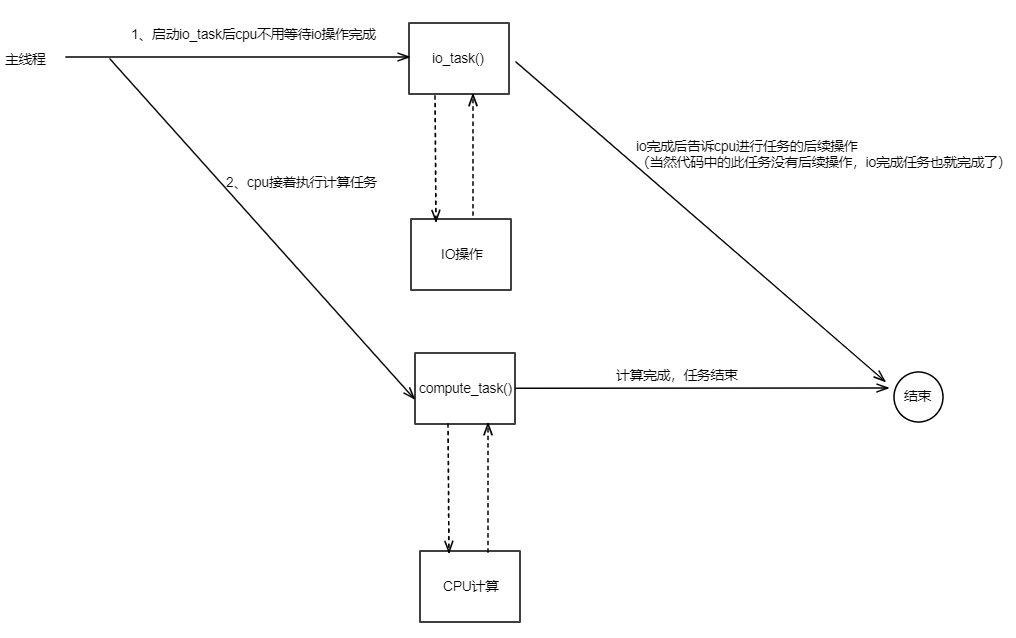 1、启动io_task后cpu不用等待io操作完成
主线程
io_task()
io完成后告诉cpu进行任务的后续操作
（当然代码中的此任务没有后续操作，io完成任务也就完成了）
2、cpu接着执行计算任务
IO操作
计算完成，任务结束
compute_task()
结束
CPU计算